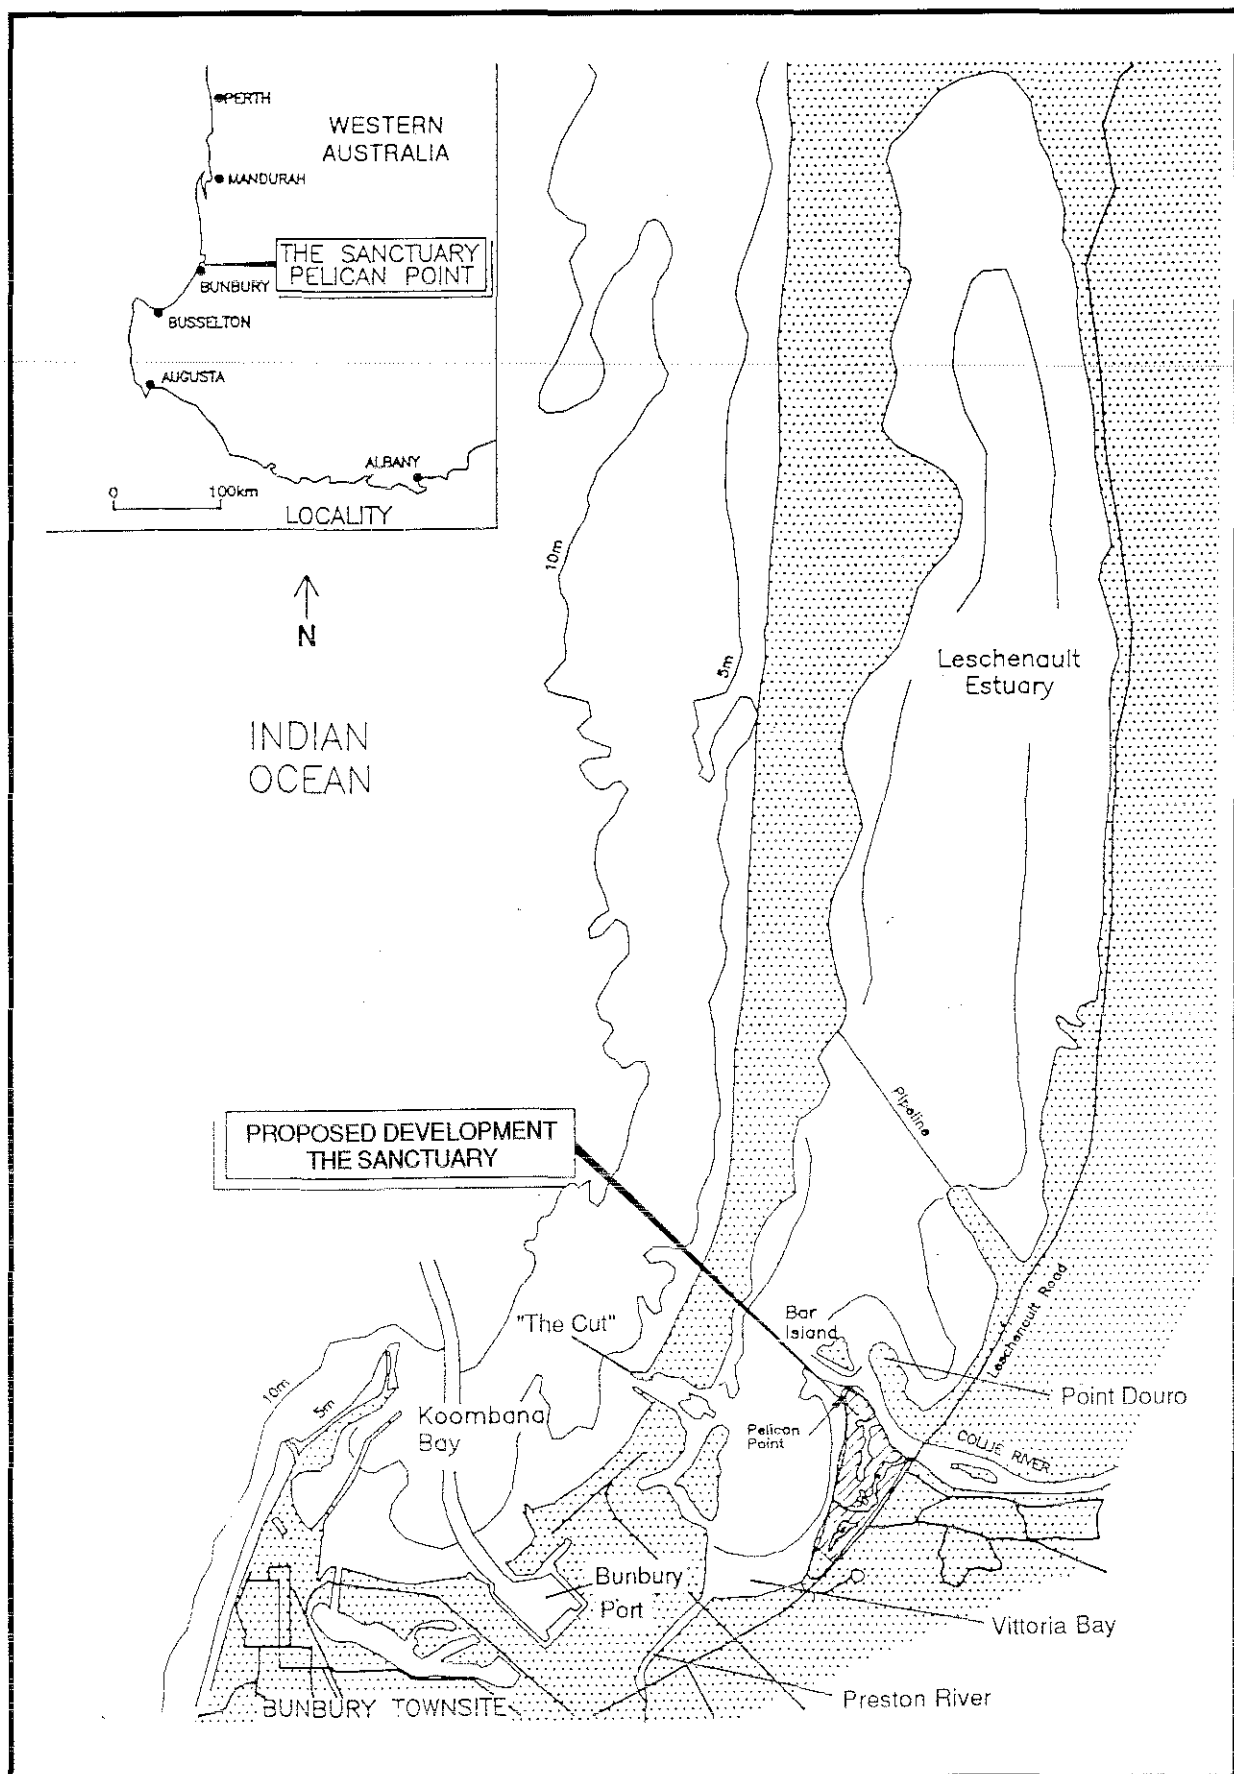 PERTH
WESTERN
AUSTRALIA
MANDURAH
THE SANCTUARY
PELICAN POINT
BUNBURY
BUSSELTON
AUGUSTA
ALBANY
0
100km
LOCALITY
N
INDIAN
OCEAN
10m
5m
Leschenault
Estuary
Pipeline
PROPOSED DEVELOPMENT
THE SANCTUARY
Leschenault Road
"The Cut"
Bar
Island
10m
5m
Koombana
Bay
Point Douro
Pelican
Point
COLLIE RIVER
Bunbury
Port
Vittoria Bay
Preston River
BUNBURY TOWNSITE